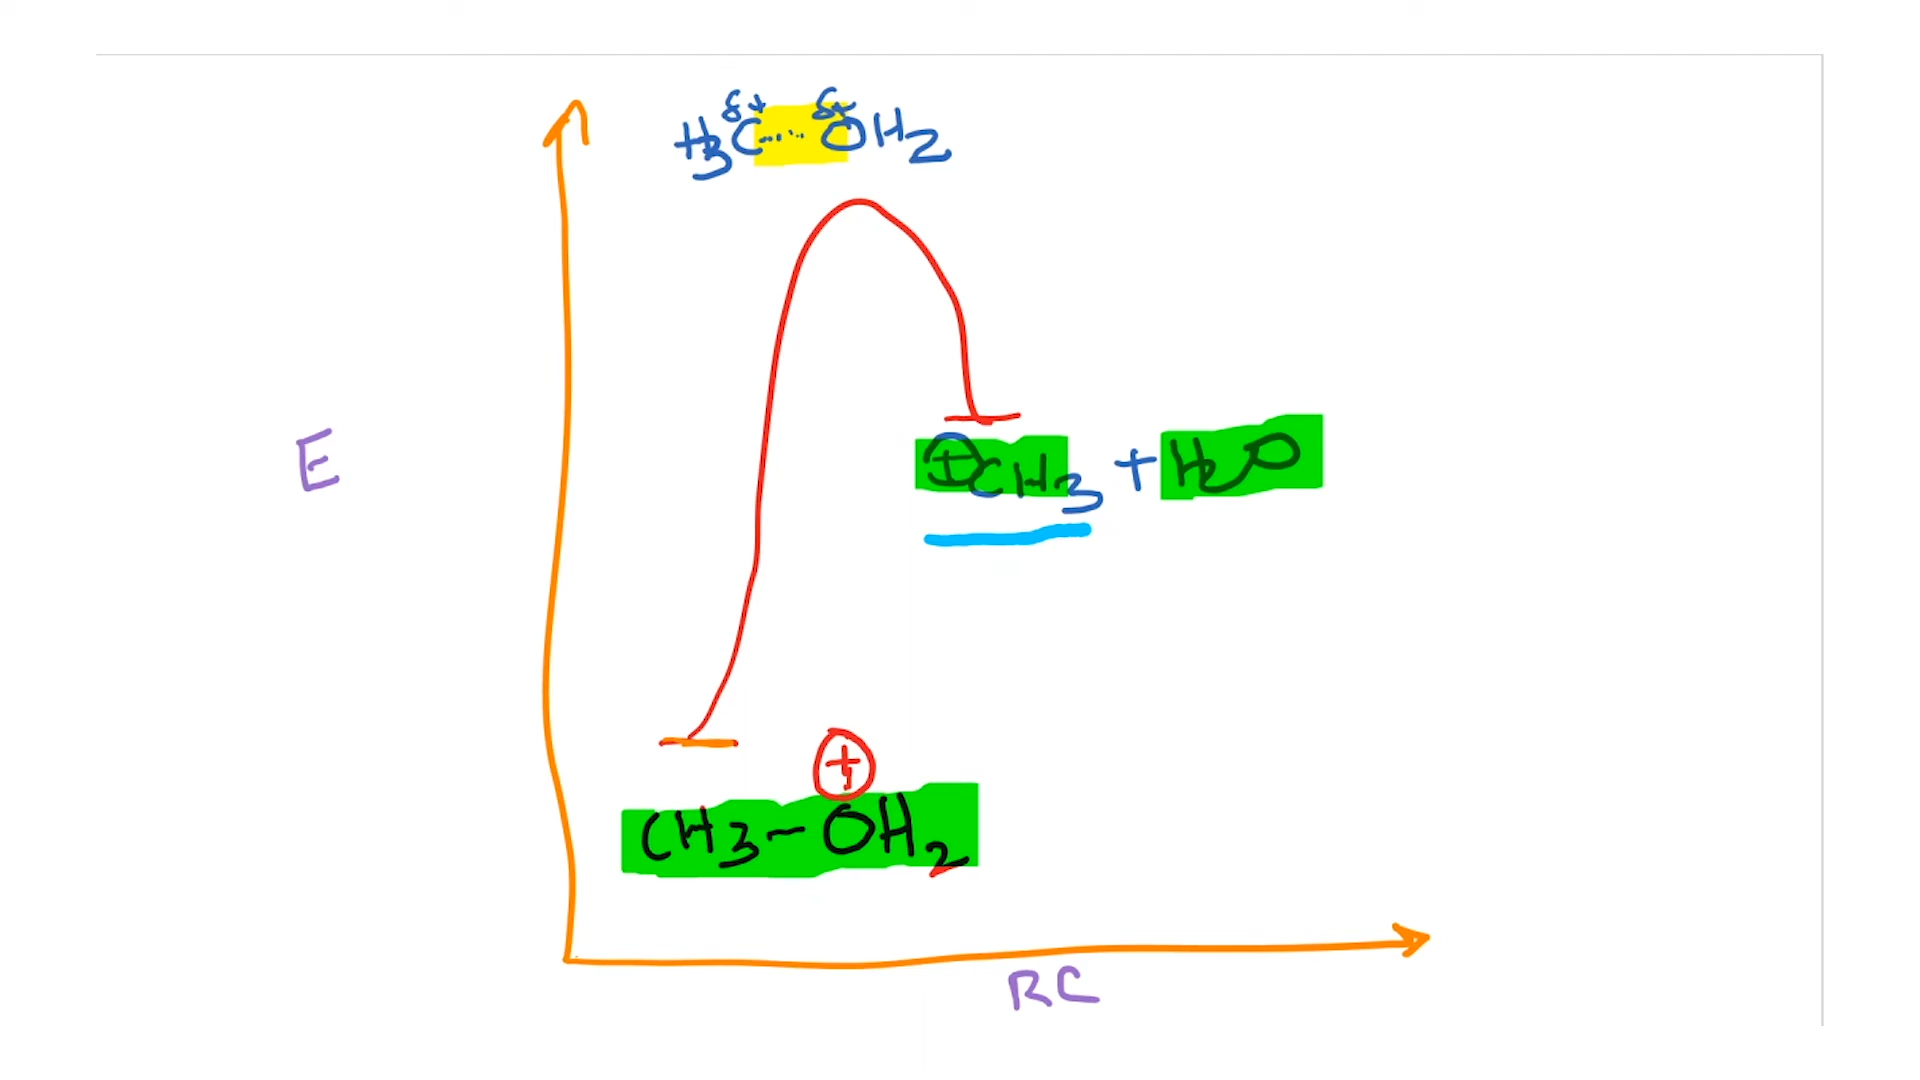 δ+ δ+
H₃C····OH₂
E
⊕CH₃ + H₂O
⊕
CH₃-OH₂
RC